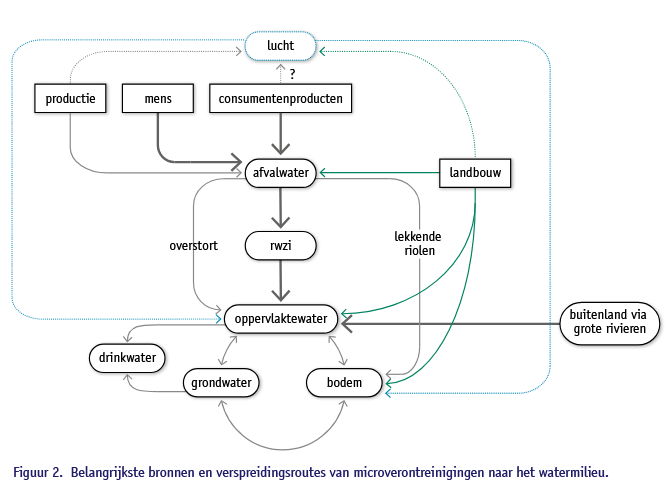 lucht
?
productie
mens
consumentenproducten
afvalwater
landbouw
overstort
rwzi
lekkende
riolen
oppervlaktewater
buitenland via
grote rivieren
drinkwater
grondwater
bodem
Figuur 2. Belangrijkste bronnen en verspreidingsroutes van microverontreinigingen naar het watermilieu.